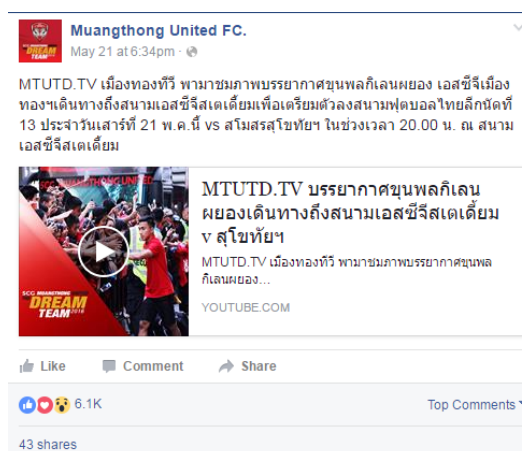 Muangthong United FC.
May 21 at 6:34pm ·
MTUTD.TV เมืองทองทีวี พามาชมภาพบรรยากาศขุนพลกิเลนผยอง เอสซีจีเมือง
ทองฯเดินทางถึงสนามเอสซีจีสเตเดี้ยมเพื่อเตรียมตัวลงสนามฟุตบอลไทยลีกนัดที่
13 ประจำวันเสาร์ที่ 21 พ.ค.นี้ vs สโมสรสุโขทัยฯ ในช่วงเวลา 20.00 น. ณ สนาม
เอสซีจีสเตเดี้ยม
MTUTD.TV บรรยากาศขุนพลกิเลน
ผยองเดินทางถึงสนามเอสซีจีสเตเดี้ยม
v สุโขทัยฯ
MTUTD.TV เมืองทองทีวี พามาชมภาพบรรยากาศขุนพล
กิเลนผยอง...
YOUTUBE.COM
SCG MUANGTHONG
DREAM
TEAM 2016
Like Comment Share
6.1K Top Comments
43 shares